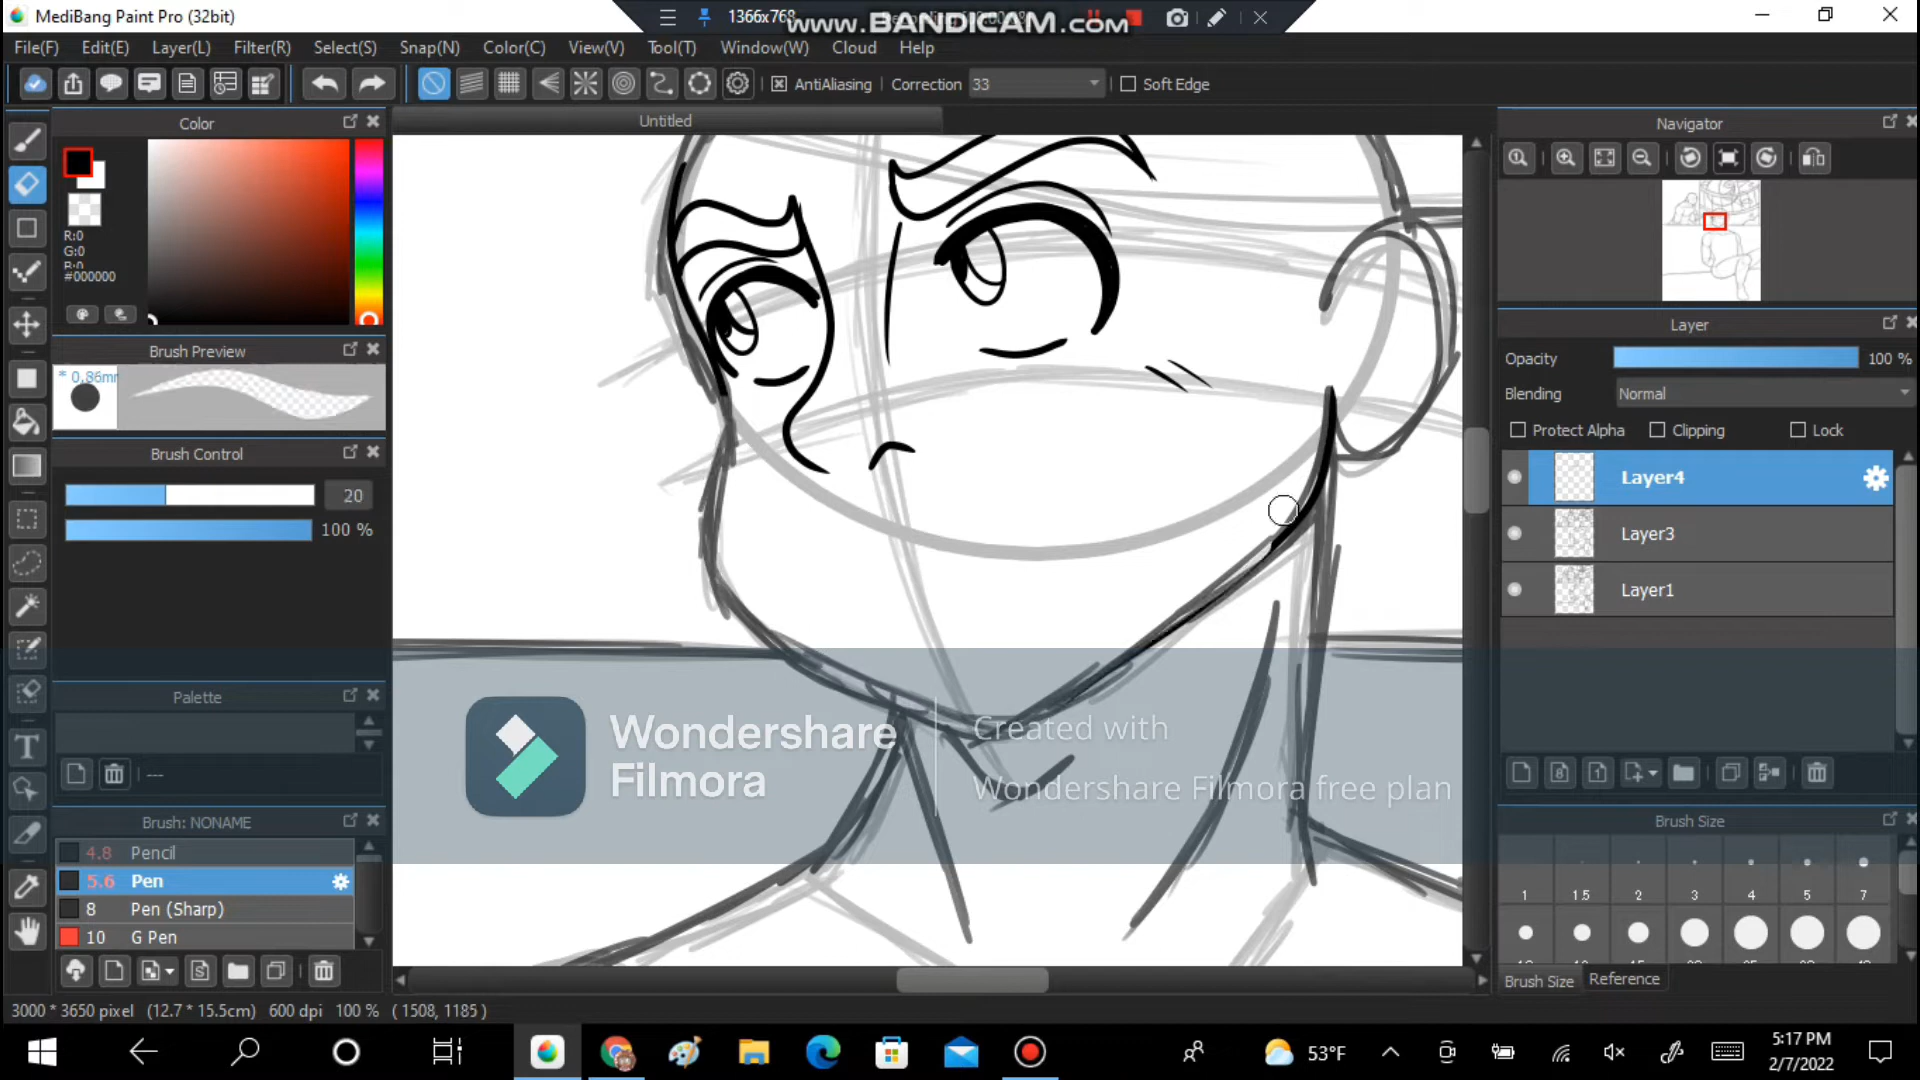 MediBang Paint Pro (32bit)
1366x768
www.BANDICAM.com
File(F) Edit(E) Layer(L) Filter(R) Select(S) Snap(N) Color(C) View(V) Tool(T) Window(W) Cloud Help
AntiAliasing Correction 33 Soft Edge
Color
Untitled
Navigator
R:0
G:0
B:0
#000000
Brush Preview
* 0.86mm
Brush Control
20
100 %
Layer
Opacity 100 %
Blending Normal
Protect Alpha Clipping Lock
Layer4
Layer3
Layer1
Palette
---
Wondershare
Filmora
Created with
Wondershare Filmora free plan
Brush: NONAME
4.8 Pencil
5.6 Pen
8 Pen (Sharp)
10 G Pen
Brush Size
1 1.5 2 3 4 5 7
Brush Size Reference
3000 * 3650 pixel (12.7 * 15.5cm) 600 dpi 100 % ( 1508, 1185 )
53°F
5:17 PM
2/7/2022